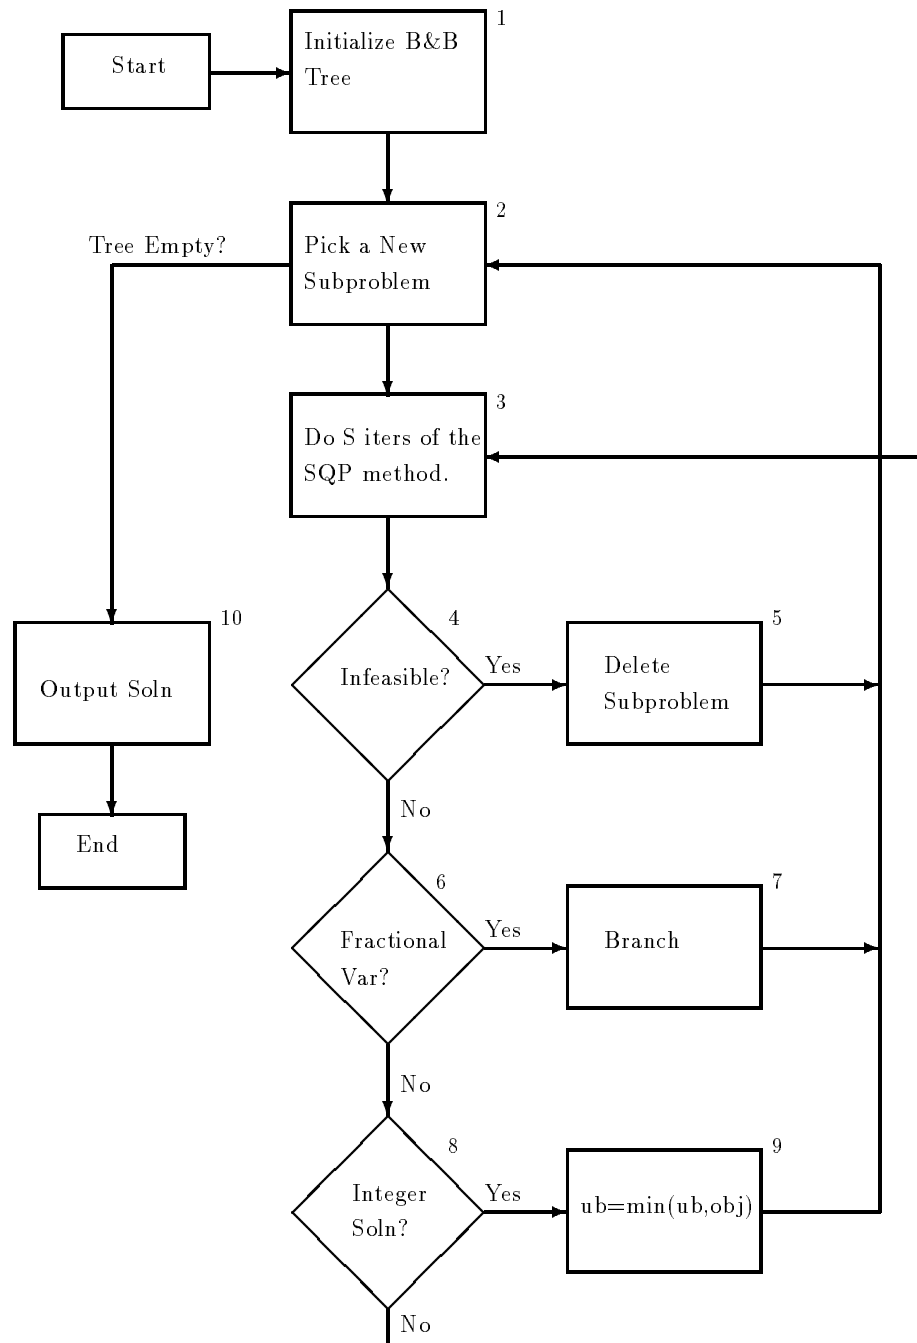 1
Start
Initialize B&B
Tree
2
Tree Empty?
Pick a New
Subproblem
3
Do S iters of the
SQP method.
10
Output Soln
End
4
Infeasible?
Yes
5
Delete
Subproblem
No
6
Fractional
Var?
Yes
7
Branch
No
8
Integer
Soln?
Yes
9
ub=min(ub,obj)
No